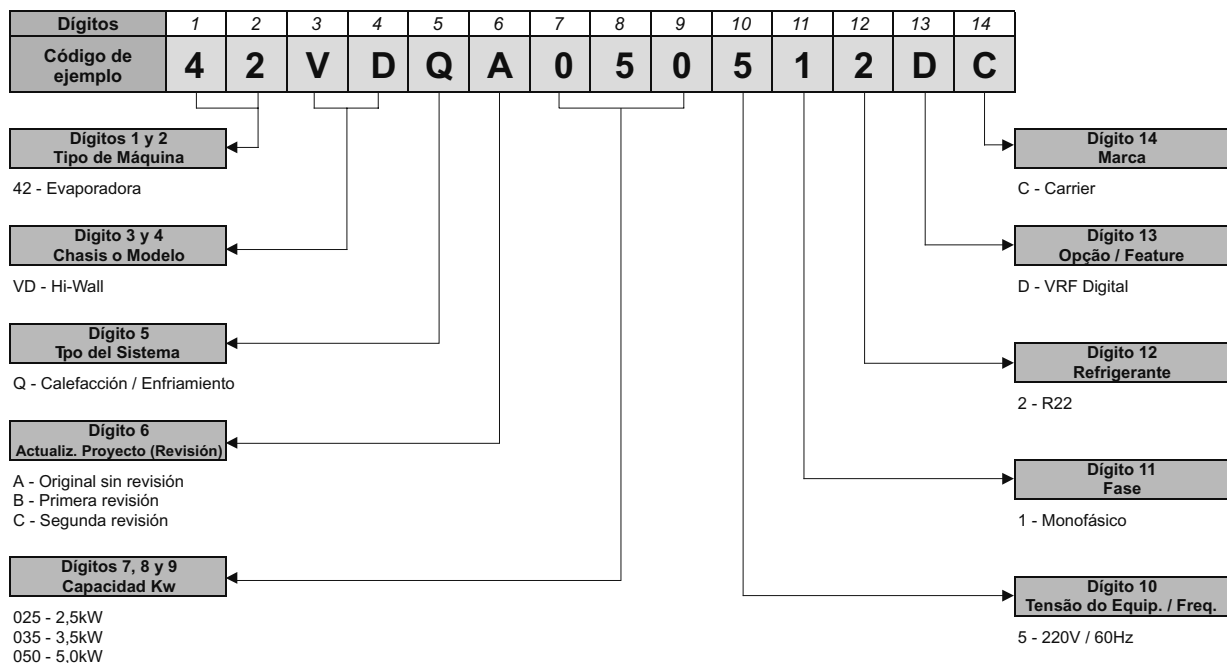 Dígitos 1 2 3 4 5 6 7 8 9 10 11 12 13 14
Código de
ejemplo
4 2 V D Q A 0 5 0 5 1 2 D C
Dígitos 1 y 2
Tipo de Máquina
42 - Evaporadora
Digito 3 y 4
Chasis o Modelo
VD - Hi-Wall
Dígito 5
Tpo del Sistema
Q - Calefacción / Enfriamiento
Dígito 6
Actualiz. Proyecto (Revisión)
A - Original sin revisión
B - Primera revisión
C - Segunda revisión
Dígitos 7, 8 y 9
Capacidad Kw
025 - 2,5kW
035 - 3,5kW
050 - 5,0kW
Dígito 14
Marca
C - Carrier
Dígito 13
Opção / Feature
D - VRF Digital
Dígito 12
Refrigerante
2 - R22
Dígito 11
Fase
1 - Monofásico
Dígito 10
Tensão do Equip. / Freq.
5 - 220V / 60Hz